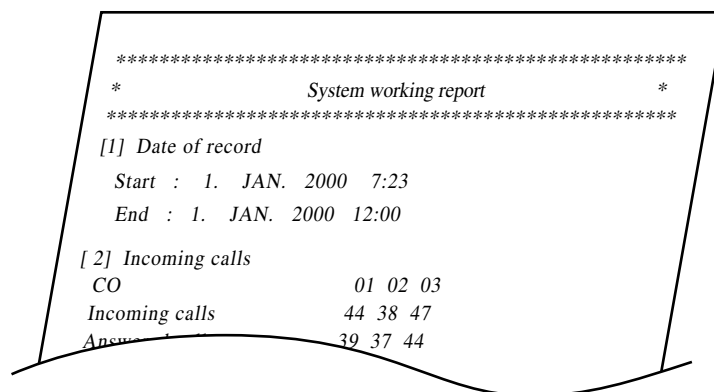 *****************************************************
* System working report *
*****************************************************
[1] Date of record
Start : 1. JAN. 2000 7:23
End : 1. JAN. 2000 12:00
[ 2] Incoming calls
CO 01 02 03
Incoming calls 44 38 47
39 37 44